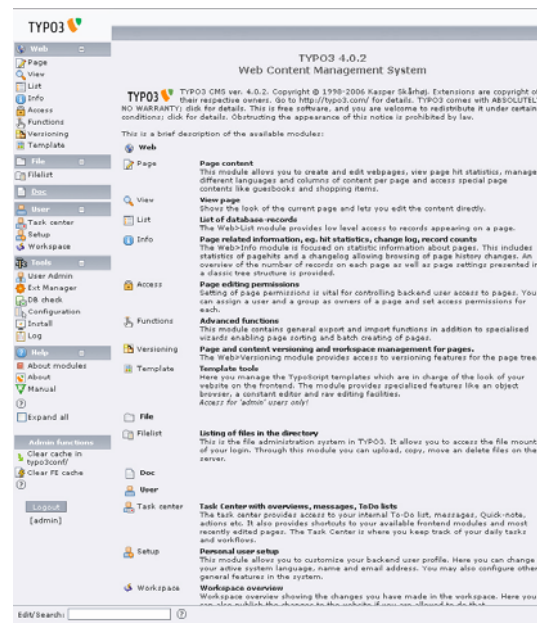 TYPO3
Web
Page
View
List
Info
Access
Functions
Versioning
Template
File
Filelist
Doc
User
Task center
Setup
Workspace
Tools
User Admin
Ext Manager
DB check
Configuration
Install
Log
Help
About modules
About
Manual
Expand all
Admin functions
Clear cache in
typo3conf/
Clear FE cache
Logout
[admin]
TYPO3 4.0.2
Web Content Management System
TYPO3 TYPO3 CMS ver. 4.0.2. Copyright © 1998-2006 Kasper Skårhøj. Extensions are copyright of
their respective owners. Go to http://typo3.com/ for details. TYPO3 comes with ABSOLUTELY
NO WARRANTY; click for details. This is free software, and you are welcome to redistribute it under certain
conditions; click for details. Obstructing the appearance of this notice is prohibited by law.
This is a brief description of the available modules:
Web
Page Page content
This module allows you to create and edit webpages, view page hit statistics, manage
different languages and columns of content per page and access special page
contents like guestbooks and shopping items.
View View page
Shows the look of the current page and lets you edit the content directly.
List List of database-records
The Web>List module provides low level access to records appearing on a page.
Info Page related information, eg. hit statistics, change log, record counts
The Web>Info module is focused on statistic information about pages. This includes
statistics of pagehits and a changelog allowing browsing of page history changes. An
overview of the number of records on each page as well as page settings presented in
a classic tree structure is provided.
Access Page editing permissions
Setting of page permissions is vital for controlling backend user access to pages. You
can assign a user and a group as owners of a page and set access permissions for
each.
Functions Advanced functions
This module contains general export and import functions in addition to specialised
wizards enabling page sorting and batch creating of pages.
Versioning Page and content versioning and workspace management for pages.
The Web>Versioning module provides access to versioning features for the page tree.
Template Template tools
Here you manage the TypoScript templates which are in charge of the look of your
website on the frontend. The module provides specialized features like an object
browser, a constant editor and raw editing facilities.
Access for 'admin' users only!
File
Filelist Listing of files in the directory
This is the file administration system in TYPO3. It allows you to access the file mount
of your login. Through this module you can upload, copy, move an delete files on the
server.
Doc
User
Task center Task Center with overviews, messages, ToDo lists
The task center provides access to your internal To-Do list, messages, Quick-note,
actions etc. It also provides shortcuts to your available frontend modules and most
recently edited pages. The Task Center is where you keep track of your daily tasks
and workflows.
Setup Personal user setup
This module allows you to customize your backend user profile. Here you can change
your active system language, name and email address. You may also configure other
general features in the system.
Workspace Workspace overview
Workspace overview showing the changes you have made in the workspace. Here you
can also publish the changes to the website if you are allowed to do that.
Edit/Search: